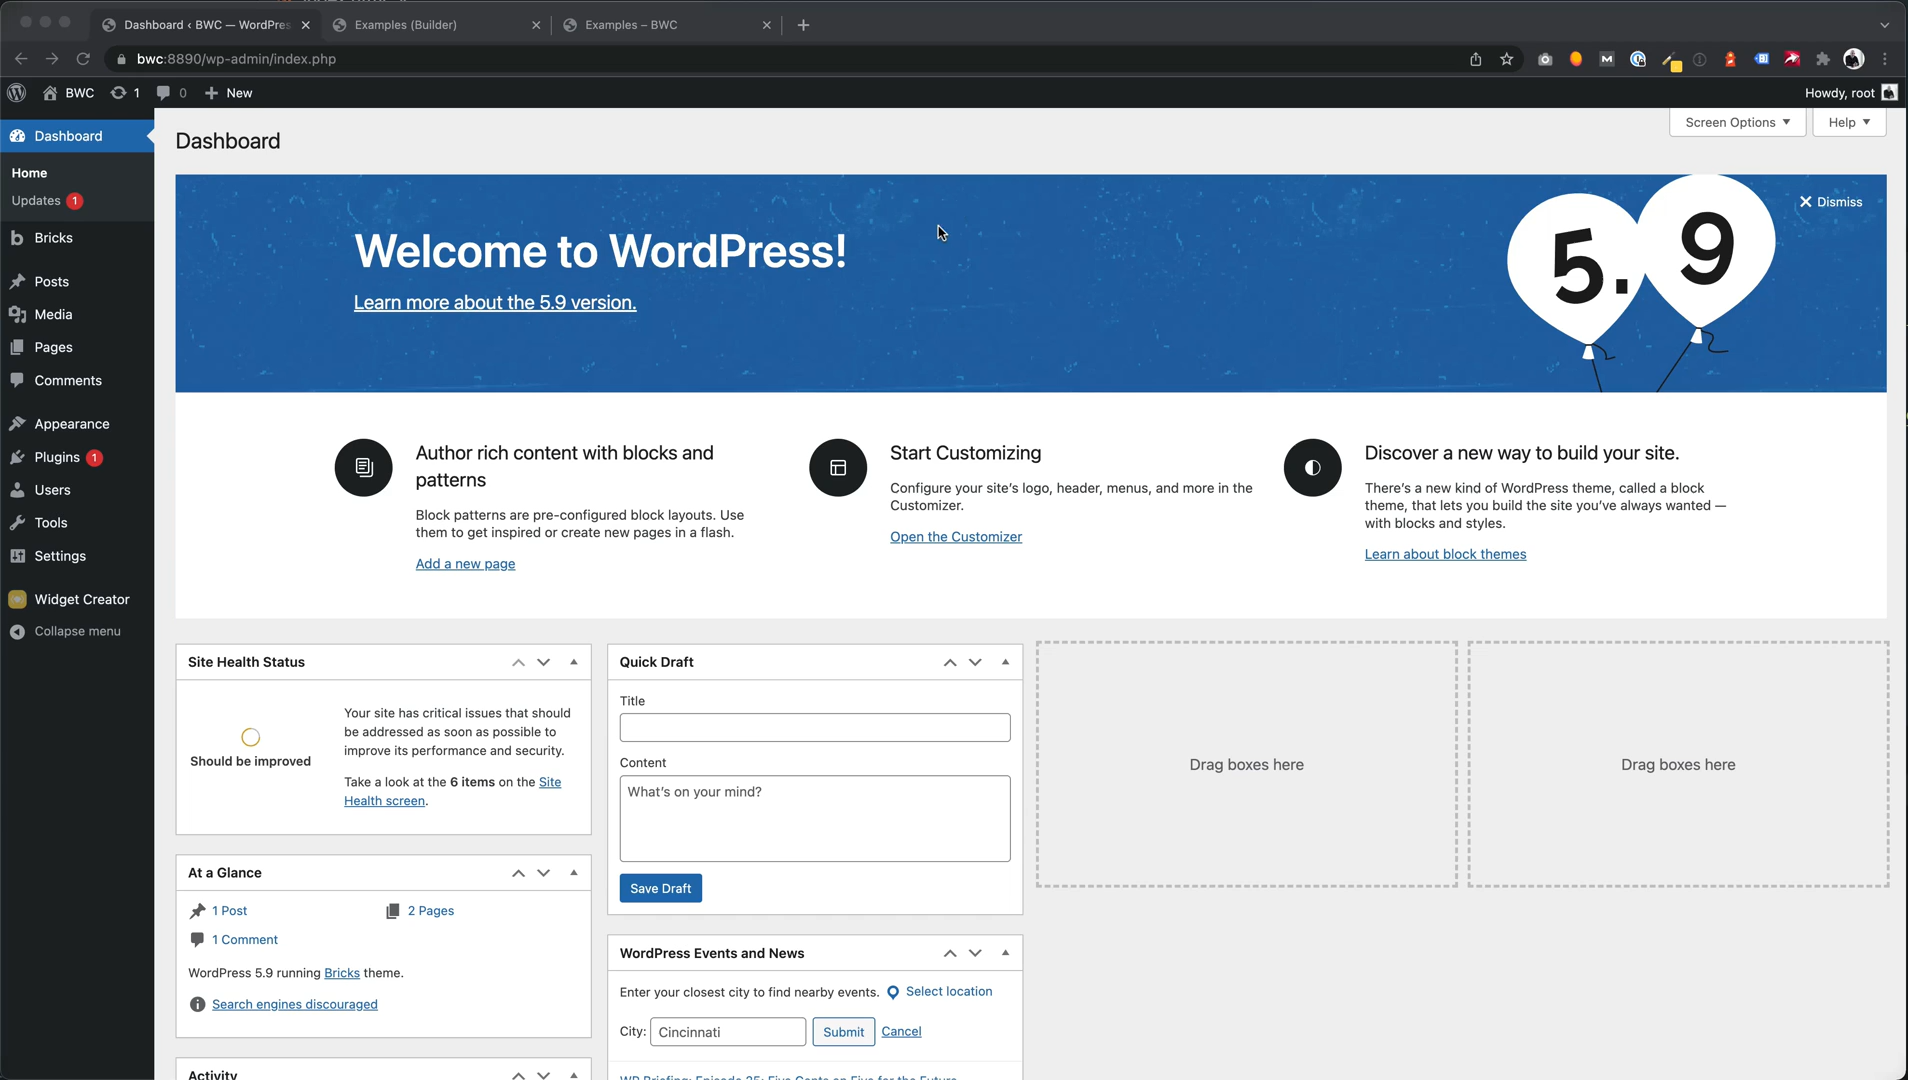 Dashboard ‹ BWC — WordPres
Examples (Builder)
Examples – BWC
bwc:8890/wp-admin/index.php
BWC
1
0
New
Howdy, root
Dashboard
Home
Updates 1
Bricks
Posts
Media
Pages
Comments
Appearance
Plugins 1
Users
Tools
Settings
Widget Creator
Collapse menu
Dashboard
Screen Options
Help
Welcome to WordPress!
Learn more about the 5.9 version.
5.9
Dismiss
Author rich content with blocks and
patterns
Block patterns are pre-configured block layouts. Use
them to get inspired or create new pages in a flash.
Add a new page
Start Customizing
Configure your site's logo, header, menus, and more in the
Customizer.
Open the Customizer
Discover a new way to build your site.
There's a new kind of WordPress theme, called a block
theme, that lets you build the site you've always wanted —
with blocks and styles.
Learn about block themes
Site Health Status
Should be improved
Your site has critical issues that should
be addressed as soon as possible to
improve its performance and security.
Take a look at the 6 items on the Site
Health screen.
At a Glance
1 Post
2 Pages
1 Comment
WordPress 5.9 running Bricks theme.
Search engines discouraged
Activity
Quick Draft
Title
Content
What's on your mind?
Save Draft
WordPress Events and News
Enter your closest city to find nearby events.
Select location
City:
Cincinnati
Submit
Cancel
Drag boxes here
Drag boxes here